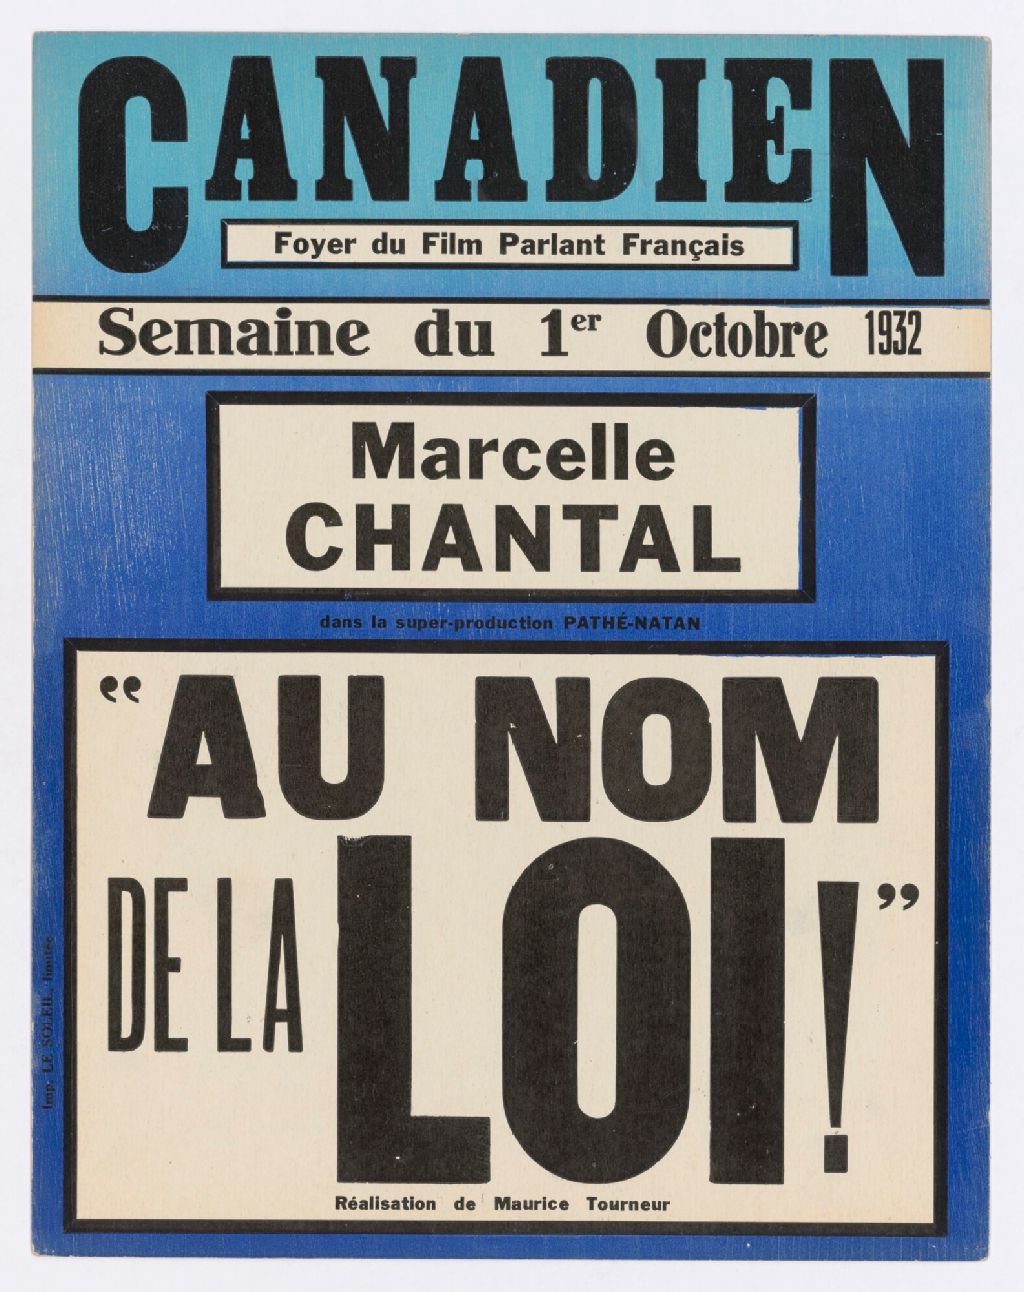 CANADIEN
Foyer du Film Parlant Français
Semaine du 1er Octobre 1932
Marcelle
CHANTAL
dans la super-production PATHÉ-NATAN
“AU NOM
DE LA LOI!”
Réalisation de Maurice Tourneur
Imp. LE SOLEIL, limitée